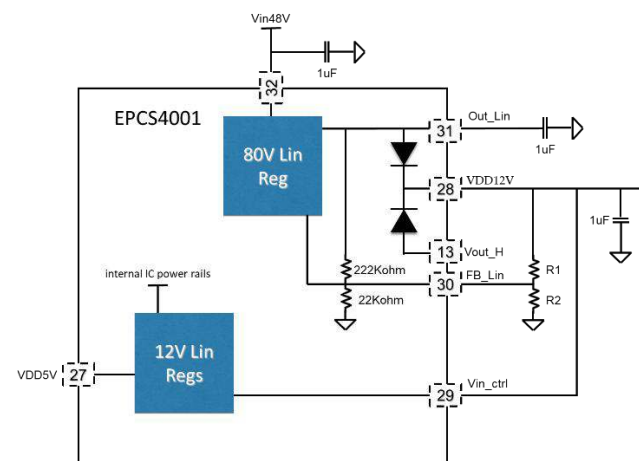 Vin48V
1uF
32
EPCS4001
Out_Lin
31
80V Lin
Reg
1uF
VDD12V
28
1uF
13
Vout_H
222Kohm
FB_Lin
R1
30
internal IC power rails
22Kohm
R2
12V Lin
Regs
VDD5V
27
Vin_ctrl
29